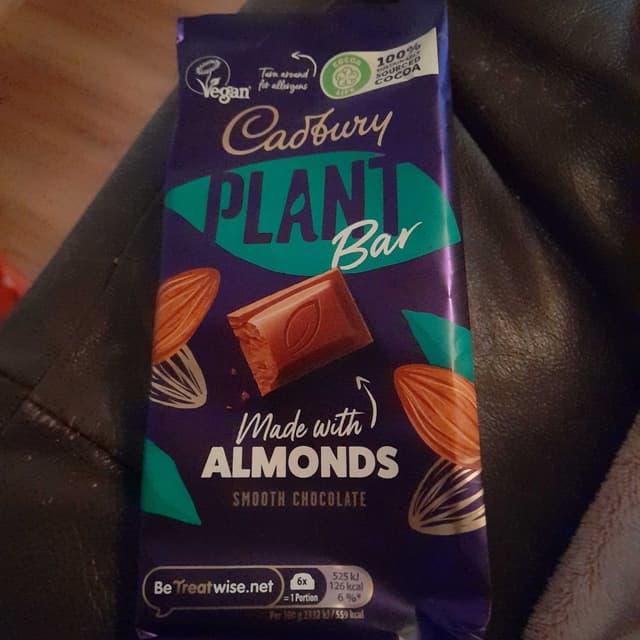 Vegan
Turn around
for allergens
COCOA
LIFE
100%
SUSTAINABLY
SOURCED
COCOA
Cadbury
PLANT
Bar
Made with
ALMONDS
SMOOTH CHOCOLATE
BeTreatwise.net
6x
= 1 Portion
525 kJ
126 kcal
6 %*
Per 100 g 2332 kJ / 559 kcal